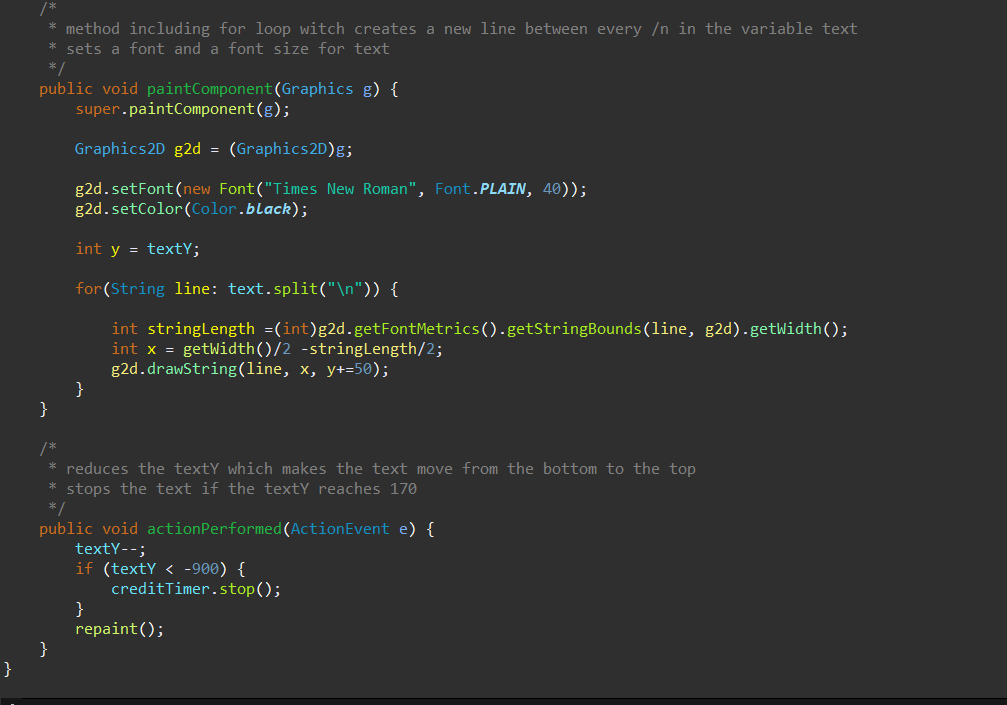 /*
 * method including for loop witch creates a new line between every /n in the variable text
 * sets a font and a font size for text
 */
public void paintComponent(Graphics g) {
super.paintComponent(g);
Graphics2D g2d = (Graphics2D)g;
g2d.setFont(new Font("Times New Roman", Font.PLAIN, 40));
g2d.setColor(Color.black);
int y = textY;
for(String line: text.split("\n")) {
int stringLength =(int)g2d.getFontMetrics().getStringBounds(line, g2d).getWidth();
int x = getWidth()/2 -stringLength/2;
g2d.drawString(line, x, y+=50);
}
}
/*
 * reduces the textY which makes the text move from the bottom to the top
 * stops the text if the textY reaches 170
 */
public void actionPerformed(ActionEvent e) {
textY--;
if (textY < -900) {
creditTimer.stop();
}
repaint();
}
}